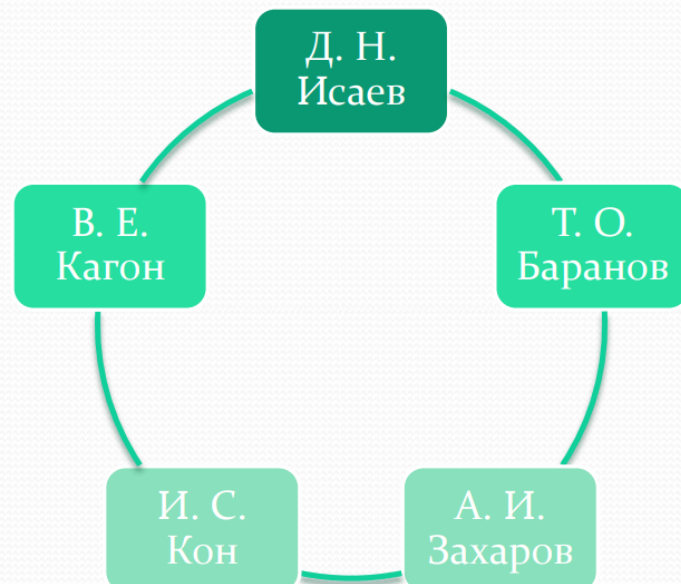 Д. Н.
Исаев
Т. О.
Баранов
А. И.
Захаров
И. С.
Кон
В. Е.
Кагон